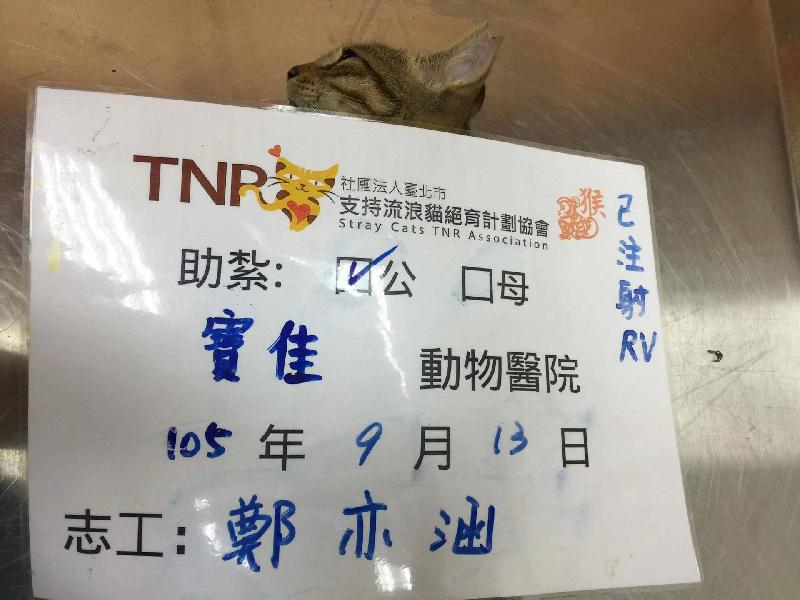 TNR
社團法人臺北市
支持流浪貓絕育計劃協會
Stray Cats TNR Association
猴
已注射RV
助紮: ☑公 口母
寶佳 動物醫院
105 年 9 月 13 日
志工: 鄭亦涵